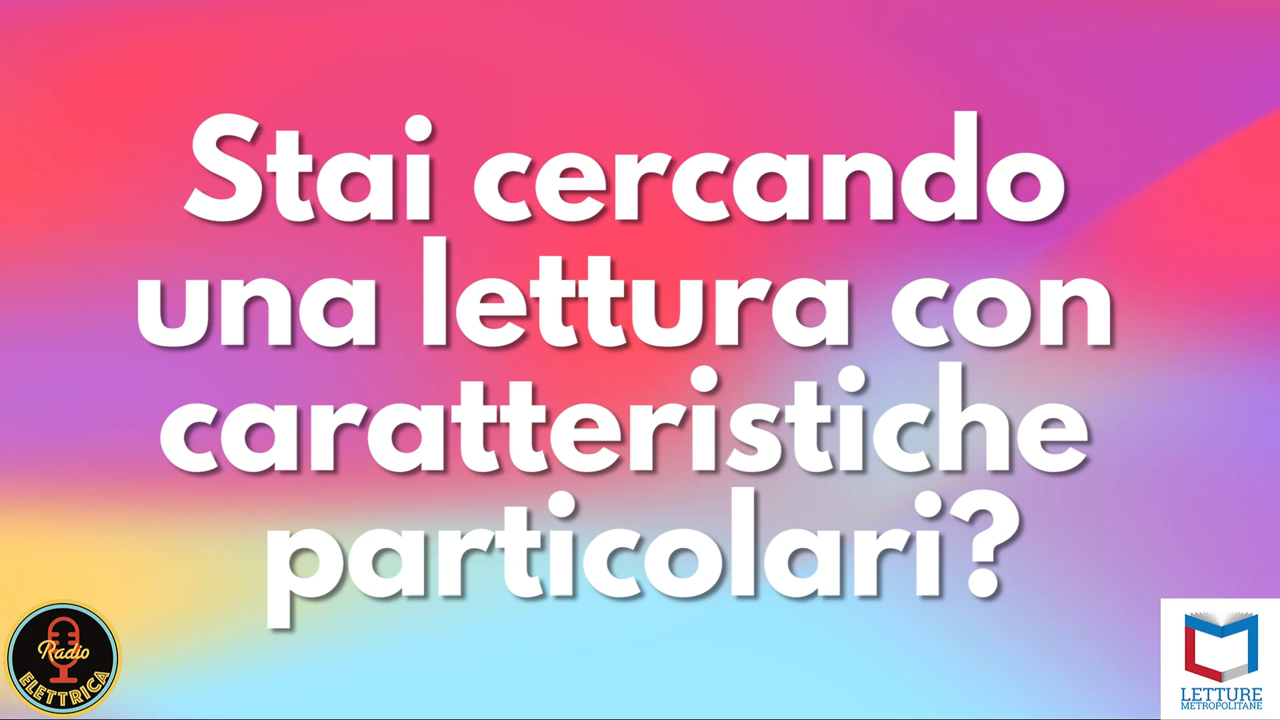 Stai cercando
una lettura con
caratteristiche
particolari?
Radio
ELETTRICA
LETTURE
METROPOLITANE